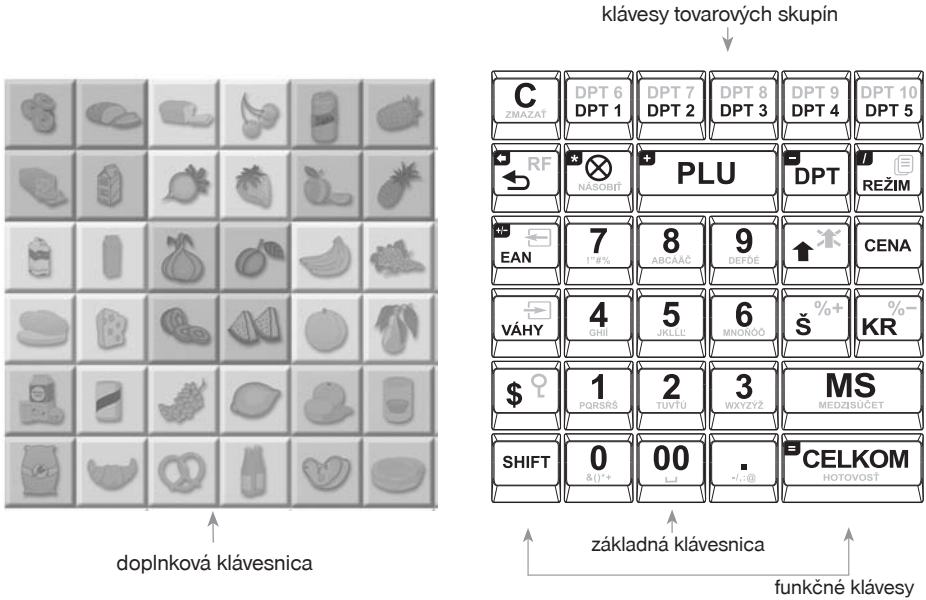 klávesy tovarových skupín
C
ZMAZAŤ
DPT 6
DPT 1
DPT 7
DPT 2
DPT 8
DPT 3
DPT 9
DPT 4
DPT 10
DPT 5
RF
*
NÁSOBIŤ
+
PLU
-
DPT
/
REŽIM
+/-
EAN
7
!"#%
8
ABCÁÄČ
9
DEFĎÉ
CENA
VÁHY
4
GHIÍ
5
JKLĹĽ
6
MNOŇÓÔ
%+
Š
%-
KR
$
1
PQRSŔŠ
2
TUVŤÚ
3
WXYZÝŽ
MS
MEDZISÚČET
SHIFT
0
&()*+
00
.
-/,:@
=
CELKOM
HOTOVOSŤ
doplnková klávesnica
základná klávesnica
funkčné klávesy